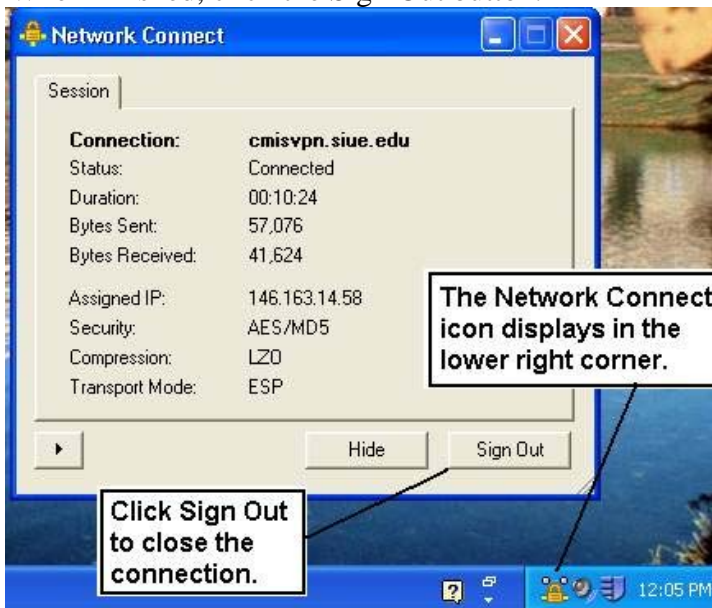 Network Connect
Session
Connection: cmisvpn.siue.edu
Status: Connected
Duration: 00:10:24
Bytes Sent: 57,076
Bytes Received: 41,624
Assigned IP: 146.163.14.58
Security: AES/MD5
Compression: LZO
Transport Mode: ESP
The Network Connect
icon displays in the
lower right corner.
Hide Sign Out
Click Sign Out
to close the
connection.
12:05 PM